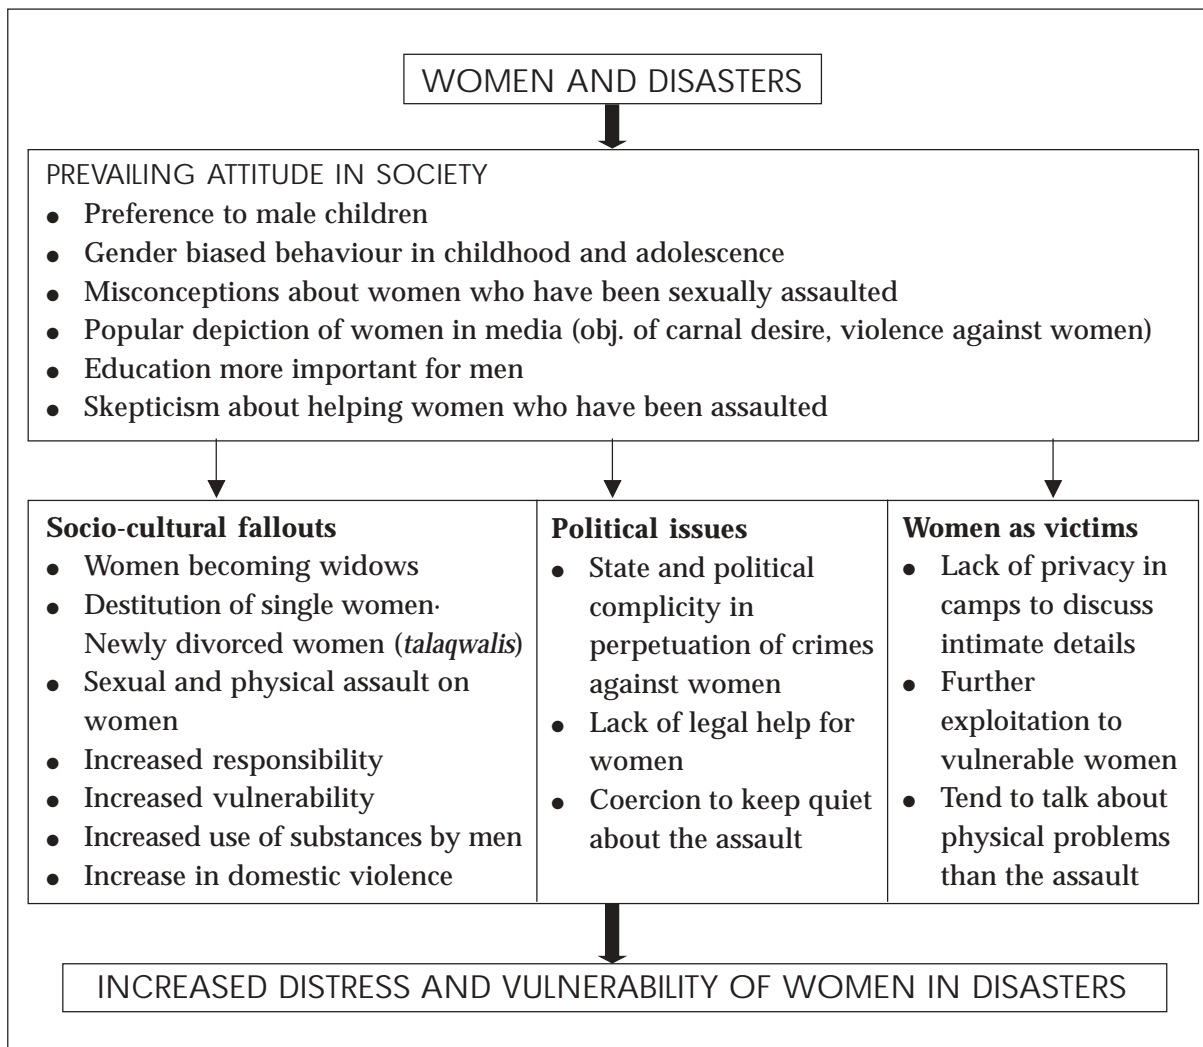 WOMEN AND DISASTERS
PREVAILING ATTITUDE IN SOCIETY
● Preference to male children
● Gender biased behaviour in childhood and adolescence
● Misconceptions about women who have been sexually assaulted
● Popular depiction of women in media (obj. of carnal desire, violence against women)
● Education more important for men
● Skepticism about helping women who have been assaulted
Socio-cultural fallouts
● Women becoming widows
● Destitution of single women·
Newly divorced women (talaqwalis)
● Sexual and physical assault on
women
● Increased responsibility
● Increased vulnerability
● Increased use of substances by men
● Increase in domestic violence
Political issues
● State and political
complicity in
perpetuation of crimes
against women
● Lack of legal help for
women
● Coercion to keep quiet
about the assault
Women as victims
● Lack of privacy in
camps to discuss
intimate details
● Further
exploitation to
vulnerable women
● Tend to talk about
physical problems
than the assault
INCREASED DISTRESS AND VULNERABILITY OF WOMEN IN DISASTERS